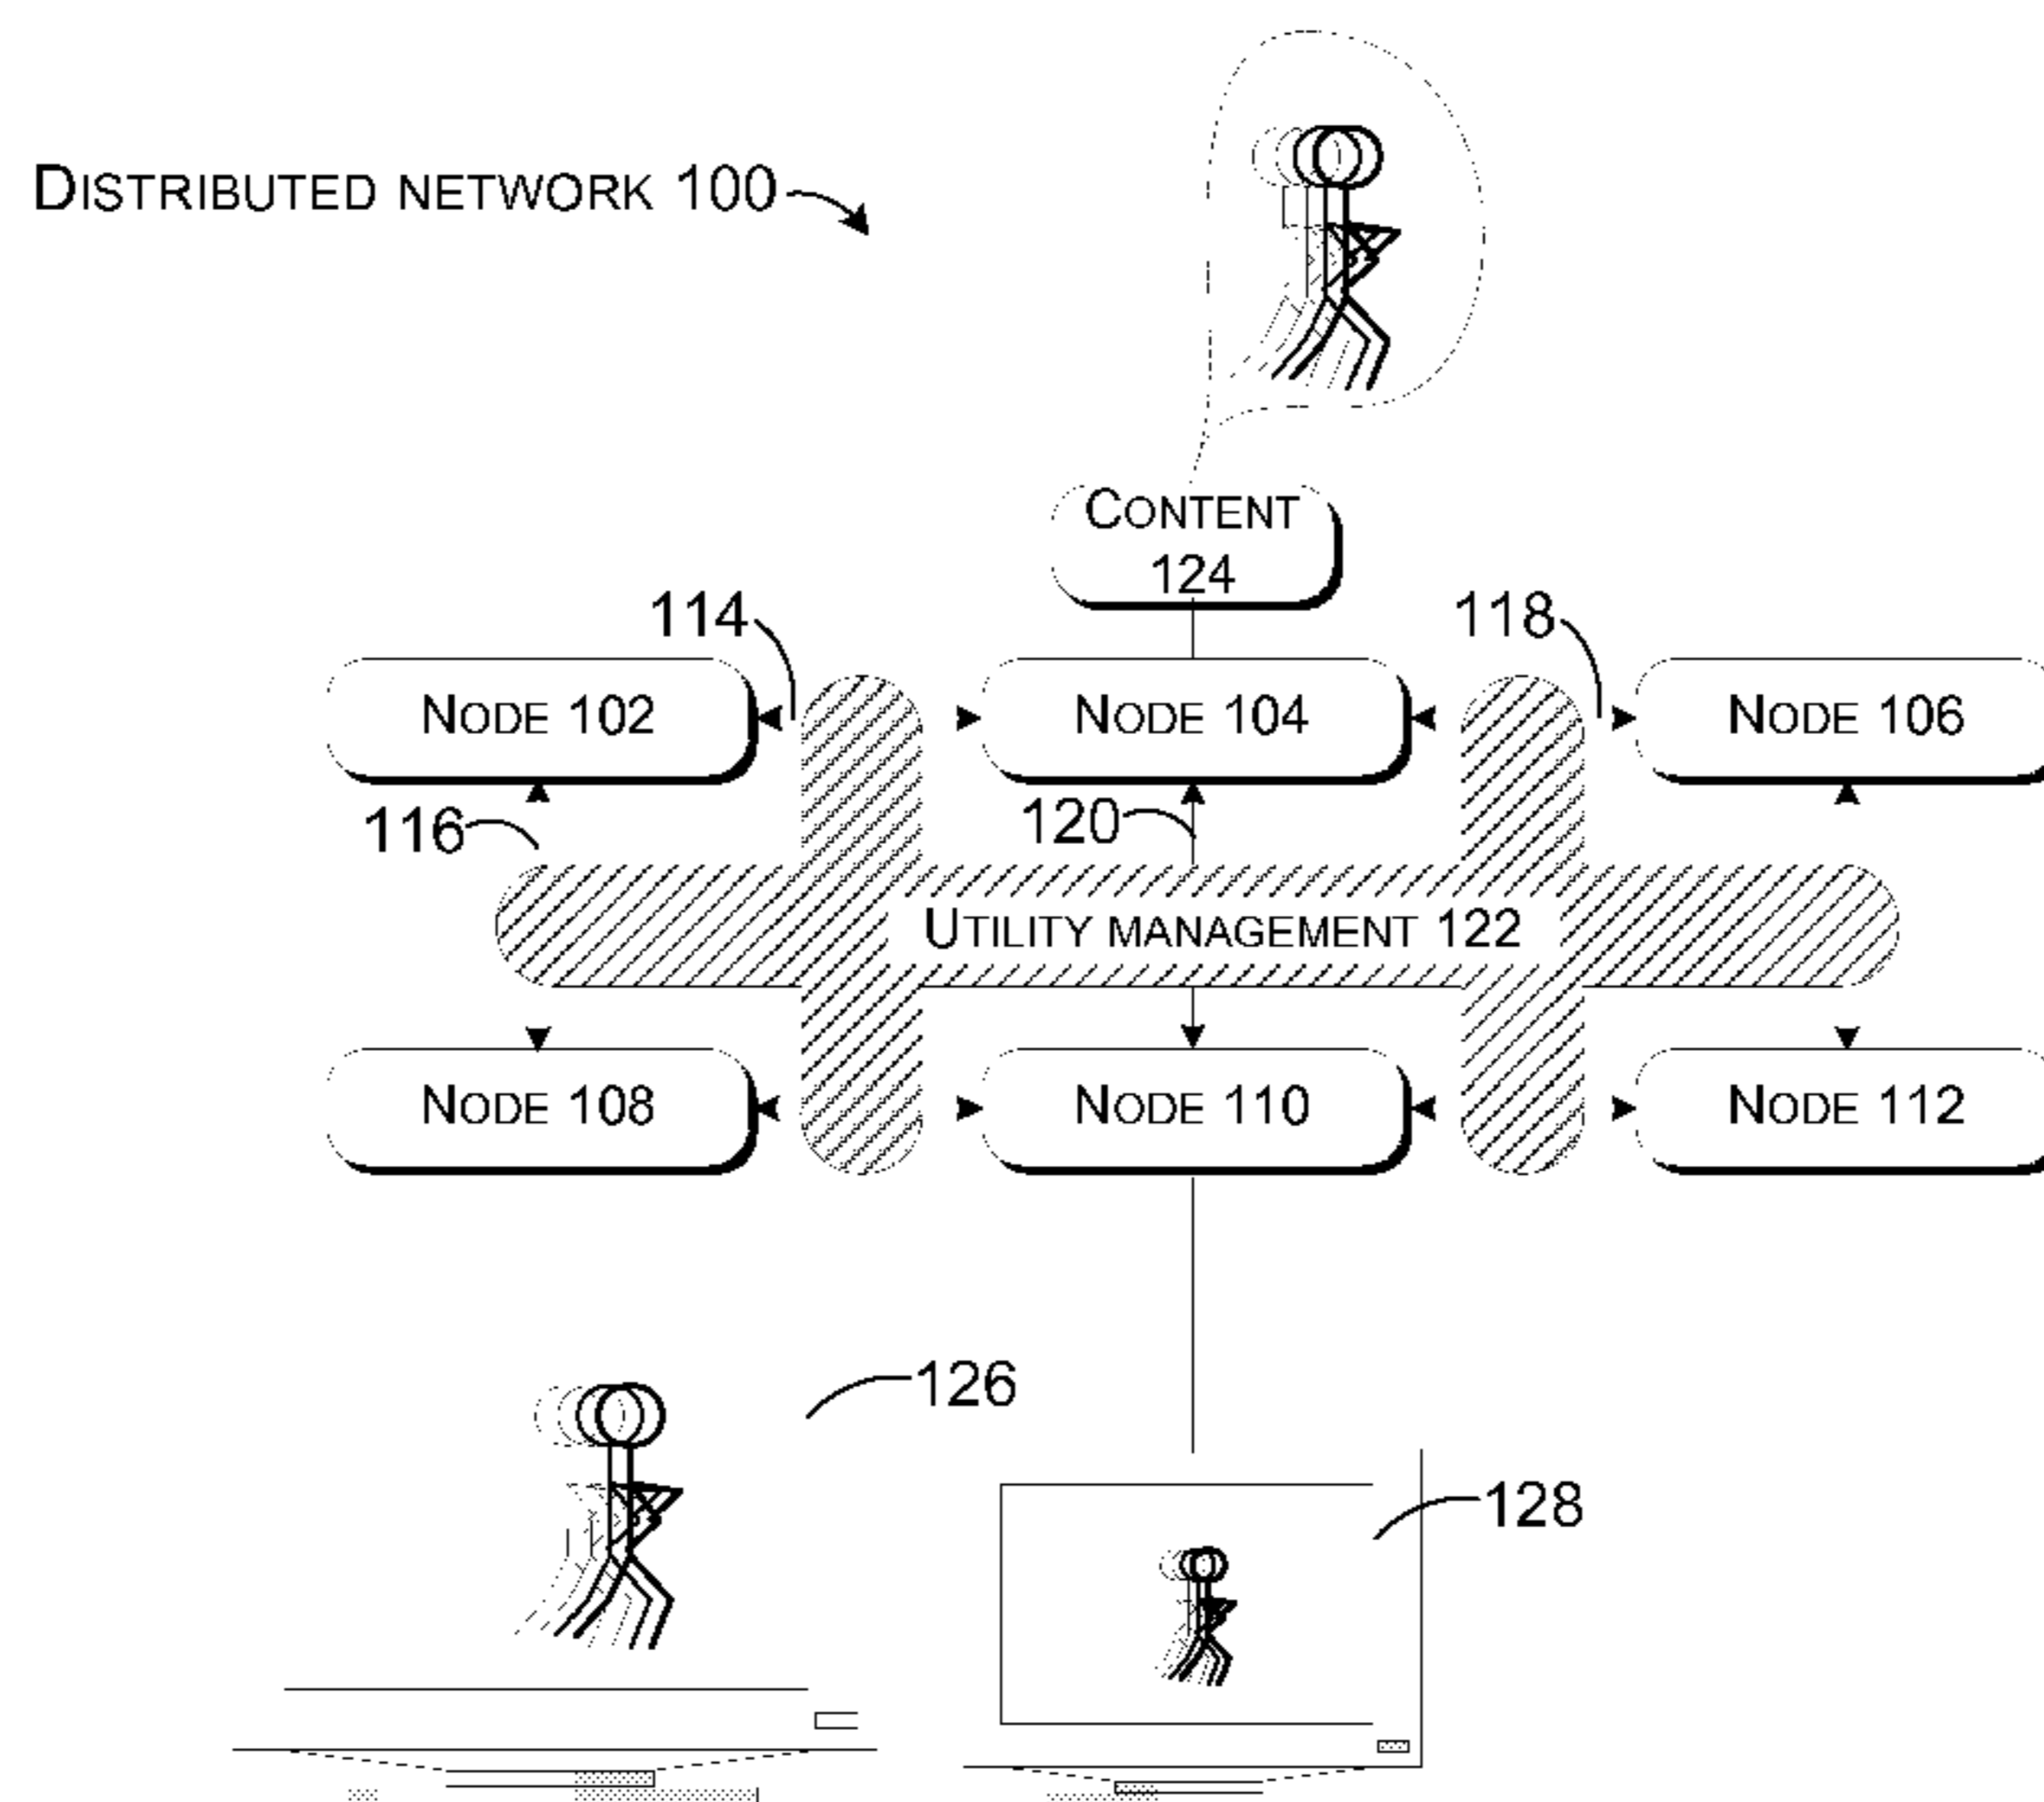 DISTRIBUTED NETWORK 100
CONTENT
124
114
118
NODE 102
NODE 104
NODE 106
116
120
UTILITY MANAGEMENT 122
NODE 108
NODE 110
NODE 112
126
128